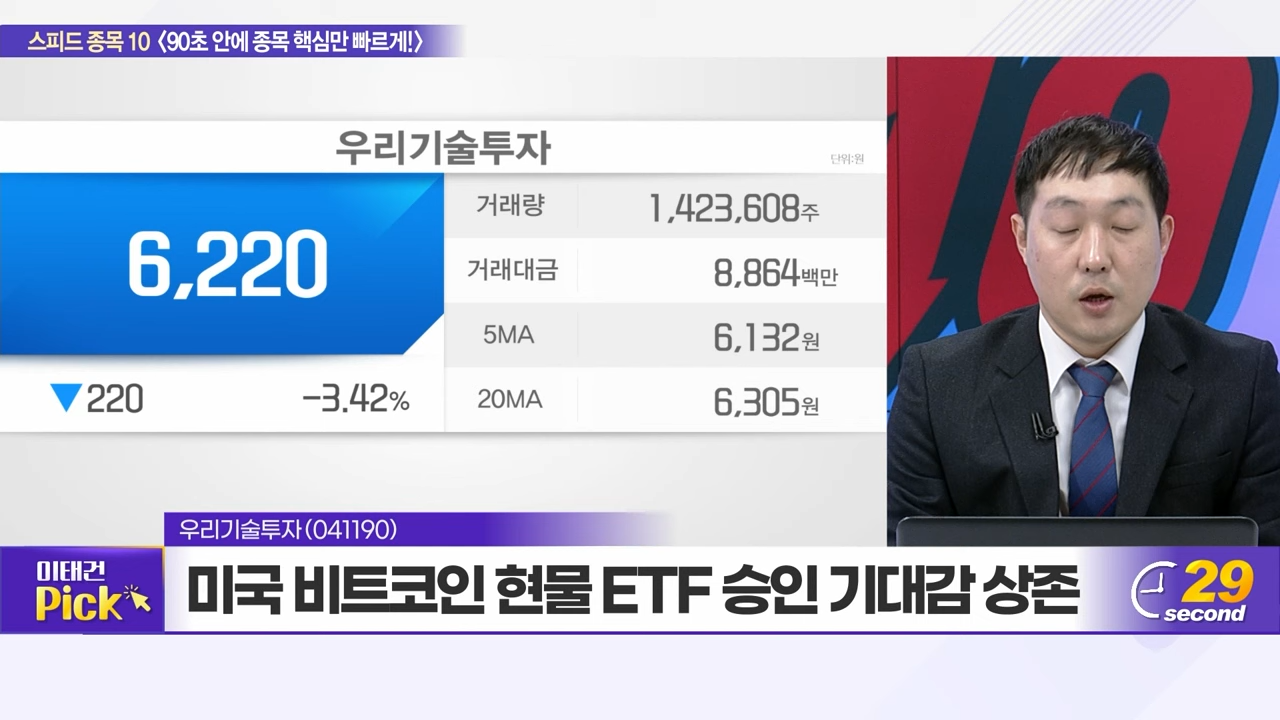 스피드 종목 10 〈90초 안에 종목 핵심만 빠르게!〉
우리기술투자
단위:원
6,220
▼220 -3.42%
거래량 1,423,608주
거래대금 8,864백만
5MA 6,132원
20MA 6,305원
우리기술투자(041190)
이태건
Pick
미국 비트코인 현물 ETF 승인 기대감 상존
29
second